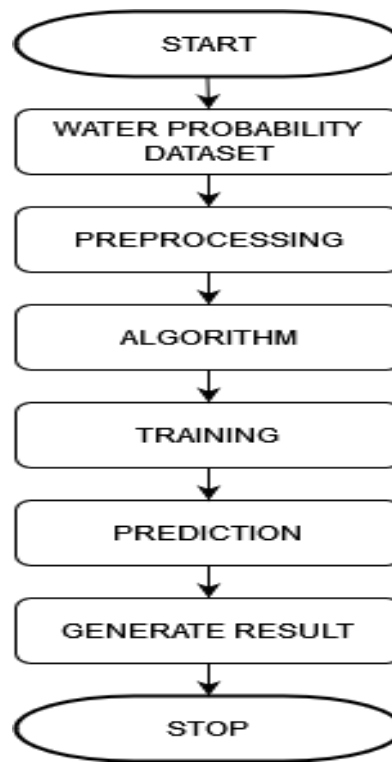 START
WATER PROBABILITY
DATASET
PREPROCESSING
ALGORITHM
TRAINING
PREDICTION
GENERATE RESULT
STOP